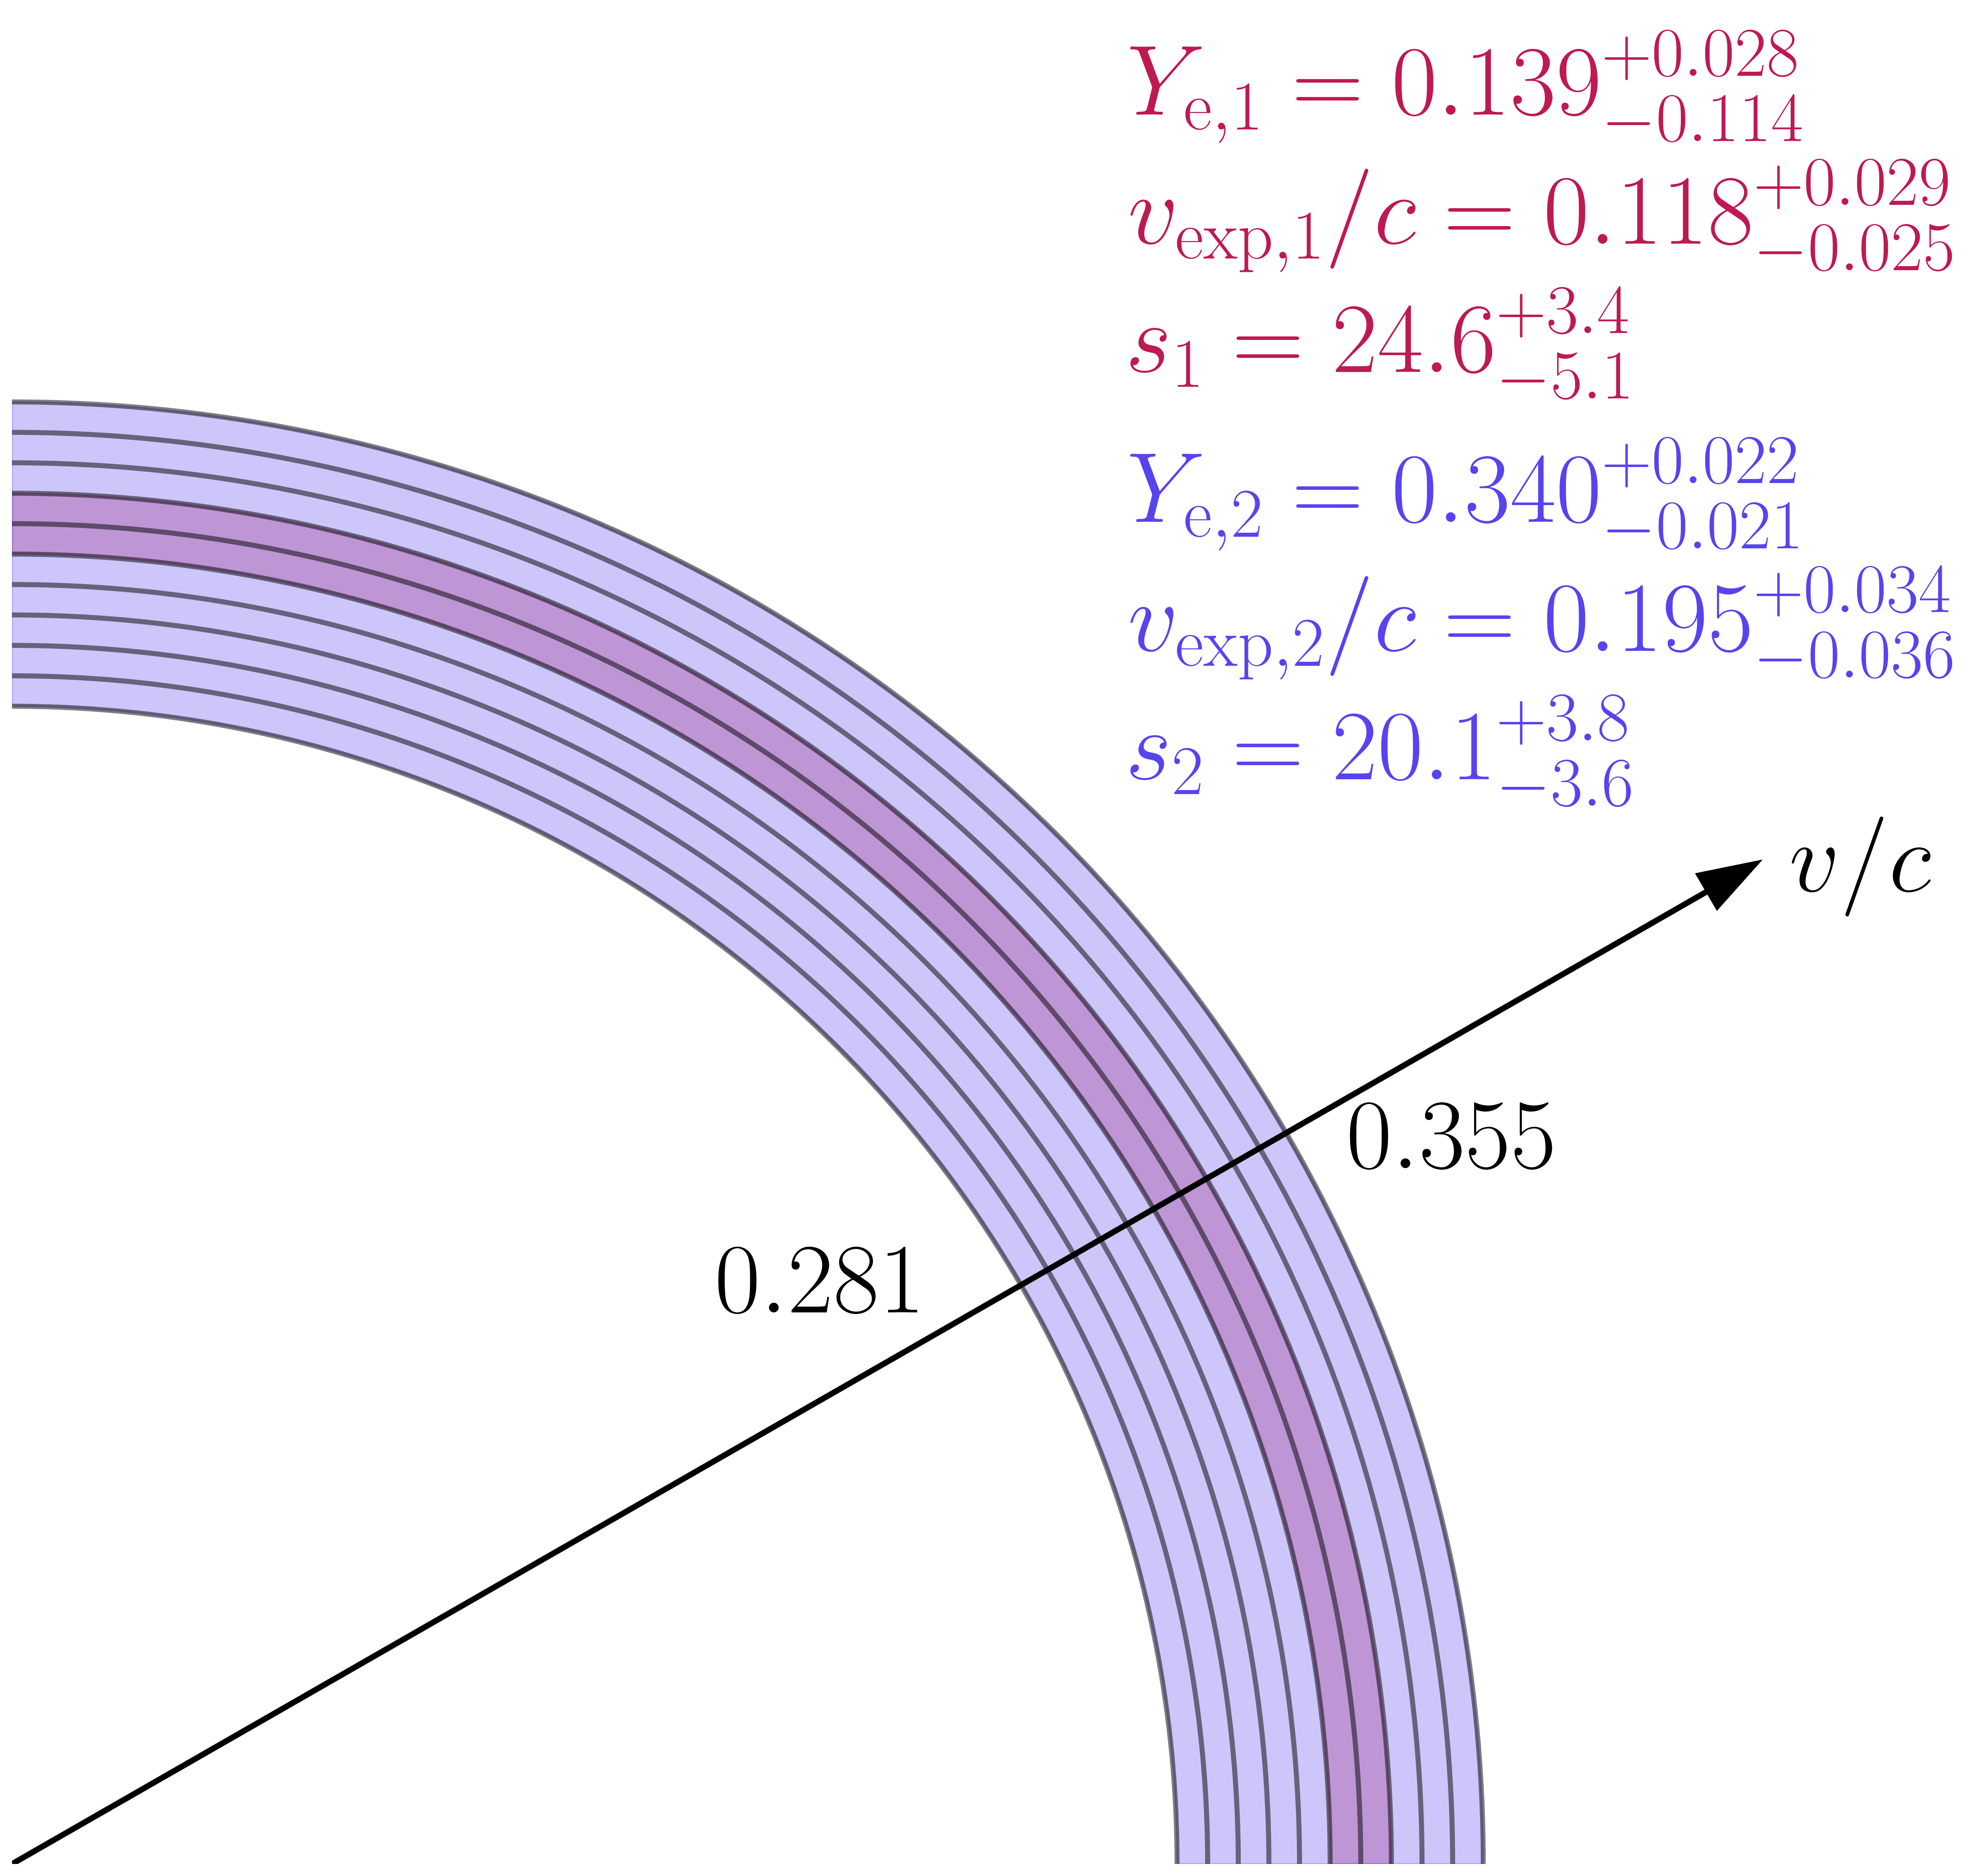 Y_{e,1} = 0.139^{+0.028}_{-0.114}
v_{exp,1}/c = 0.118^{+0.029}_{-0.025}
s_1 = 24.6^{+3.4}_{-5.1}
Y_{e,2} = 0.340^{+0.022}_{-0.021}
v_{exp,2}/c = 0.195^{+0.034}_{-0.036}
s_2 = 20.1^{+3.8}_{-3.6}
v/c
0.355
0.281